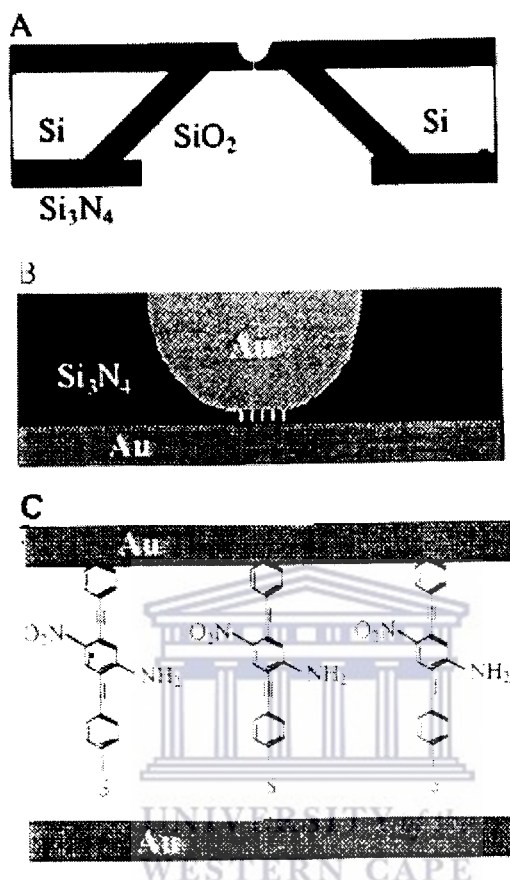 A
Si SiO₂ Si
Si₃N₄
B
Au
Si₃N₄
Au
C
Au
O₂N O₂N O₂N
NH₂ NH₂ NH₂
S S S
Au
UNIVERSITY of the
WESTERN CAPE